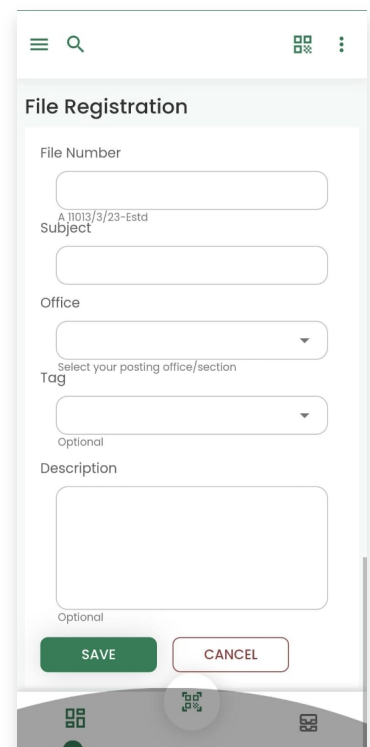 File Registration
File Number
A 11013/3/23-Estd
Subject
Office
Select your posting office/section
Tag
Optional
Description
Optional
SAVE
CANCEL